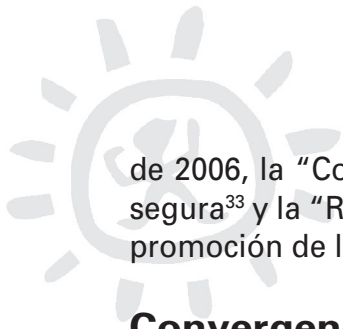 de 2006, la “Co
segura³³ y la “R
promoción de l
Convergen